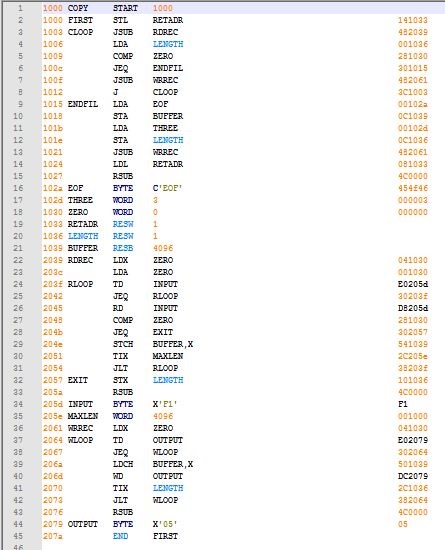 1 1000 COPY START 1000
2 1000 FIRST STL RETADR 141033
3 1003 CLOOP JSUB RDREC 482039
4 1006 LDA LENGTH 001036
5 1009 COMP ZERO 281030
6 100c JEQ ENDFIL 301015
7 100f JSUB WRREC 482061
8 1012 J CLOOP 3C1003
9 1015 ENDFIL LDA EOF 00102a
10 1018 STA BUFFER 0C1039
11 101b LDA THREE 00102d
12 101e STA LENGTH 0C1036
13 1021 JSUB WRREC 482061
14 1024 LDL RETADR 081033
15 1027 RSUB 4C0000
16 102a EOF BYTE C'EOF' 454f46
17 102d THREE WORD 3 000003
18 1030 ZERO WORD 0 000000
19 1033 RETADR RESW 1
20 1036 LENGTH RESW 1
21 1039 BUFFER RESB 4096
22 2039 RDREC LDX ZERO 041030
23 203c LDA ZERO 001030
24 203f RLOOP TD INPUT E0205d
25 2042 JEQ RLOOP 30203f
26 2045 RD INPUT D8205d
27 2048 COMP ZERO 281030
28 204b JEQ EXIT 302057
29 204e STCH BUFFER,X 541039
30 2051 TIX MAXLEN 2C205e
31 2054 JLT RLOOP 38203f
32 2057 EXIT STX LENGTH 101036
33 205a RSUB 4C0000
34 205d INPUT BYTE X'F1' F1
35 205e MAXLEN WORD 4096 001000
36 2061 WRREC LDX ZERO 041030
37 2064 WLOOP TD OUTPUT E02079
38 2067 JEQ WLOOP 302064
39 206a LDCH BUFFER,X 501039
40 206d WD OUTPUT DC2079
41 2070 TIX LENGTH 2C1036
42 2073 JLT WLOOP 382064
43 2076 RSUB 4C0000
44 2079 OUTPUT BYTE X'05' 05
45 207a END FIRST
46